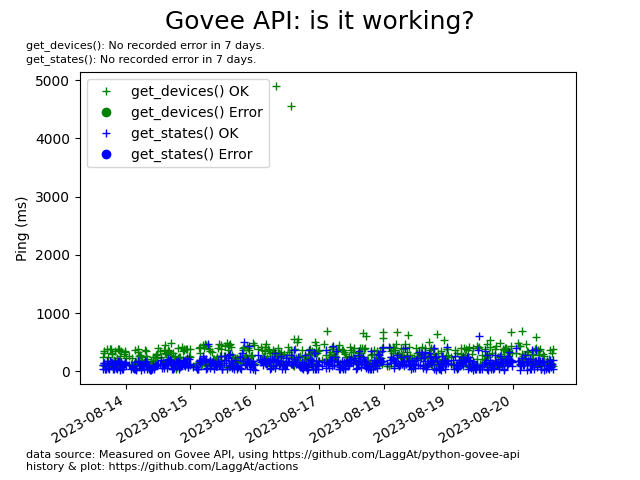 Govee API: is it working?
get_devices(): No recorded error in 7 days.
get_states(): No recorded error in 7 days.
get_devices() OK
get_devices() Error
get_states() OK
get_states() Error
5000
4000
3000
2000
1000
0
Ping (ms)
2023-08-14
2023-08-15
2023-08-16
2023-08-17
2023-08-18
2023-08-19
2023-08-20
data source: Measured on Govee API, using https://github.com/LaggAt/python-govee-api
history & plot: https://github.com/LaggAt/actions